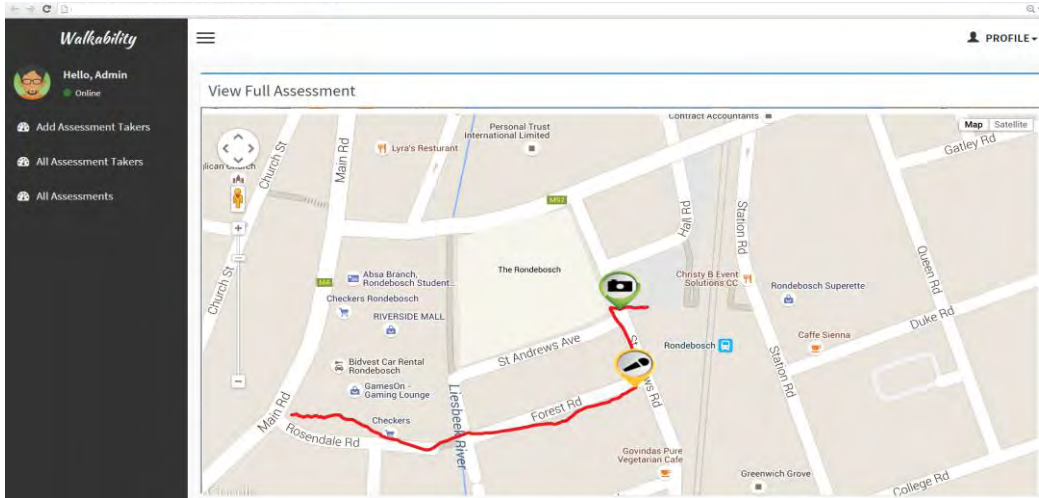 Walkability
PROFILE
Hello, Admin
Online
View Full Assessment
Add Assessment Takers
All Assessment Takers
All Assessments
Contract Accountants
Map
Satellite
Personal Trust
International Limited
Lyra's Resturant
Gatley Rd
Church St
Main Rd
M57
Hall Rd
Station Rd
Queen Rd
The Rondebosch
Absa Branch,
Rondebosch Student...
Christy B Event
Solutions CC
Rondebosch Superette
Church St
Checkers Rondebosch
RIVERSIDE MALL
Duke Rd
Caffe Sienna
St Andrews Ave
Rondebosch
Station Rd
Bidvest Car Rental
Rondebosch
GamesOn -
Gaming Lounge
Liesbeek River
Main Rd
Checkers
Forest Rd
Rosendale Rd
Govindas Pure
Vegetarian Cafe
Greenwich Grove
College Rd